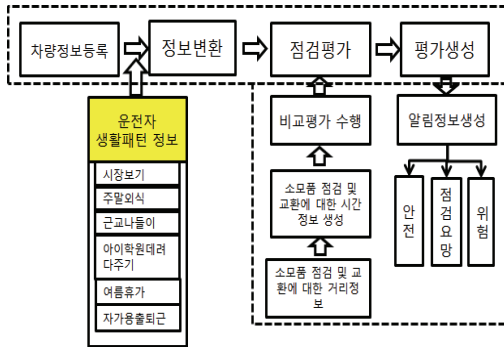 차량정보등록
정보변환
점검평가
평가생성
운전자
생활패턴 정보
시장보기
주말외식
근교나들이
아이학원데려
다주기
여름휴가
자가용출퇴근
비교평가 수행
소모품 점검 및
교환에 대한 시간
정보 생성
소모품 점검 및 교
환에 대한 거리정
보
알림정보생성
안전
점검요망
위험